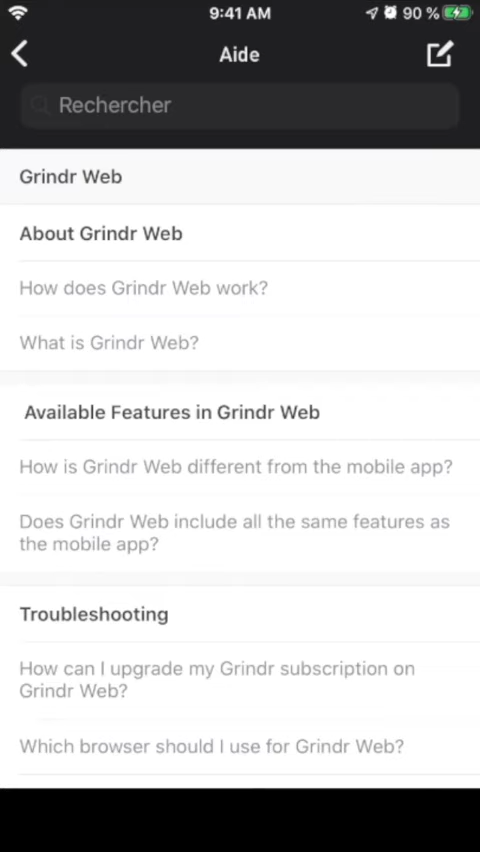 9:41 AM
90 %
Aide
Rechercher
Grindr Web
About Grindr Web
How does Grindr Web work?
What is Grindr Web?
Available Features in Grindr Web
How is Grindr Web different from the mobile app?
Does Grindr Web include all the same features as
the mobile app?
Troubleshooting
How can I upgrade my Grindr subscription on
Grindr Web?
Which browser should I use for Grindr Web?